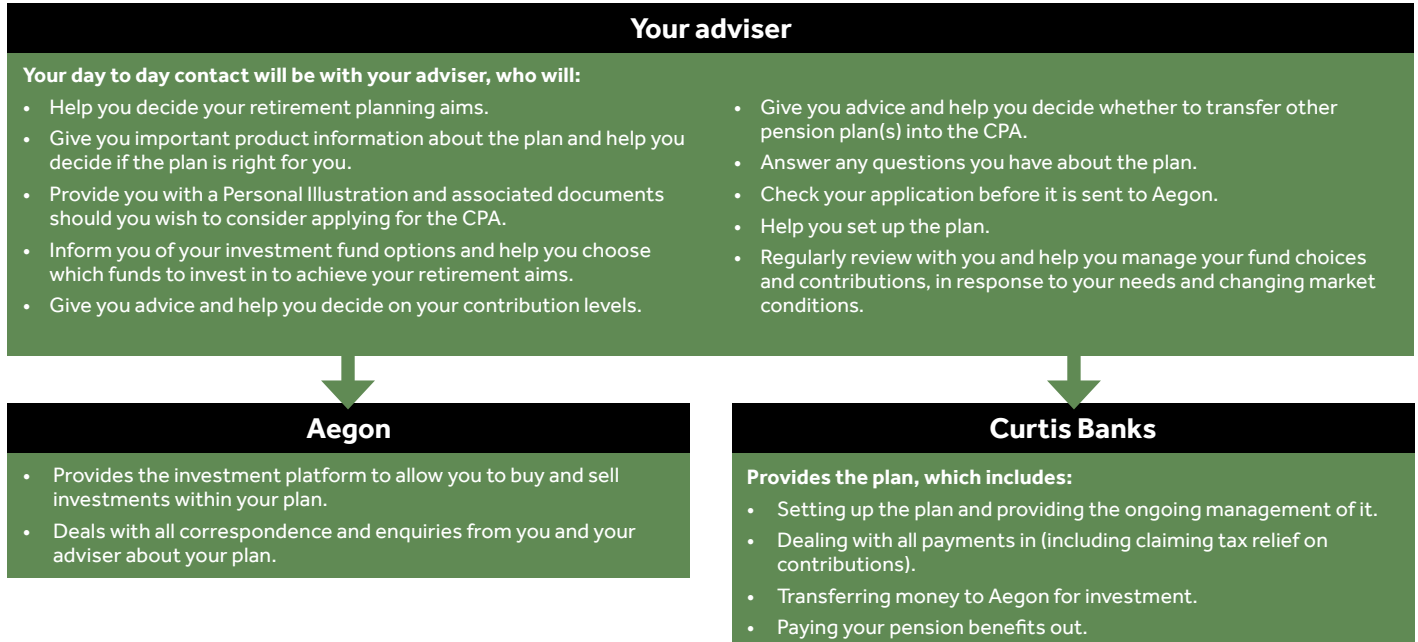 Your adviser
Your day to day contact will be with your adviser, who will:
• Help you decide your retirement planning aims.
• Give you important product information about the plan and help you
decide if the plan is right for you.
• Provide you with a Personal Illustration and associated documents
should you wish to consider applying for the CPA.
• Inform you of your investment fund options and help you choose
which funds to invest in to achieve your retirement aims.
• Give you advice and help you decide on your contribution levels.
• Give you advice and help you decide whether to transfer other
pension plan(s) into the CPA.
• Answer any questions you have about the plan.
• Check your application before it is sent to Aegon.
• Help you set up the plan.
• Regularly review with you and help you manage your fund choices
and contributions, in response to your needs and changing market
conditions.
Aegon
• Provides the investment platform to allow you to buy and sell
investments within your plan.
• Deals with all correspondence and enquiries from you and your
adviser about your plan.
Curtis Banks
Provides the plan, which includes:
• Setting up the plan and providing the ongoing management of it.
• Dealing with all payments in (including claiming tax relief on
contributions).
• Transferring money to Aegon for investment.
• Paying your pension benefits out.